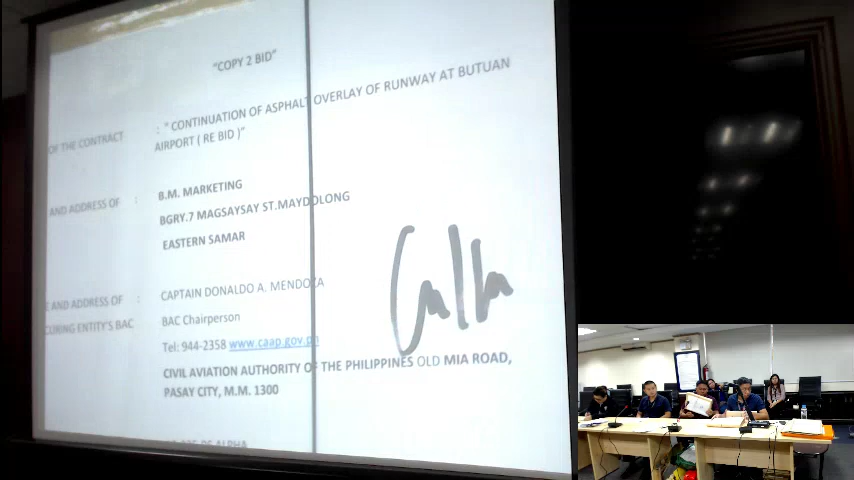 "COPY 2 BID"
OF THE CONTRACT : " CONTINUATION OF ASPHALT OVERLAY OF RUNWAY AT BUTUAN
AIRPORT ( RE BID )"
AND ADDRESS OF : B.M. MARKETING
BGRY.7 MAGSAYSAY ST.MAYDOLONG
EASTERN SAMAR
E AND ADDRESS OF : CAPTAIN DONALDO A. MENDOZA
CURING ENTITY'S BAC BAC Chairperson
Tel: 944-2358 www.caap.gov.ph
CIVIL AVIATION AUTHORITY OF THE PHILIPPINES OLD MIA ROAD,
PASAY CITY, M.M. 1300